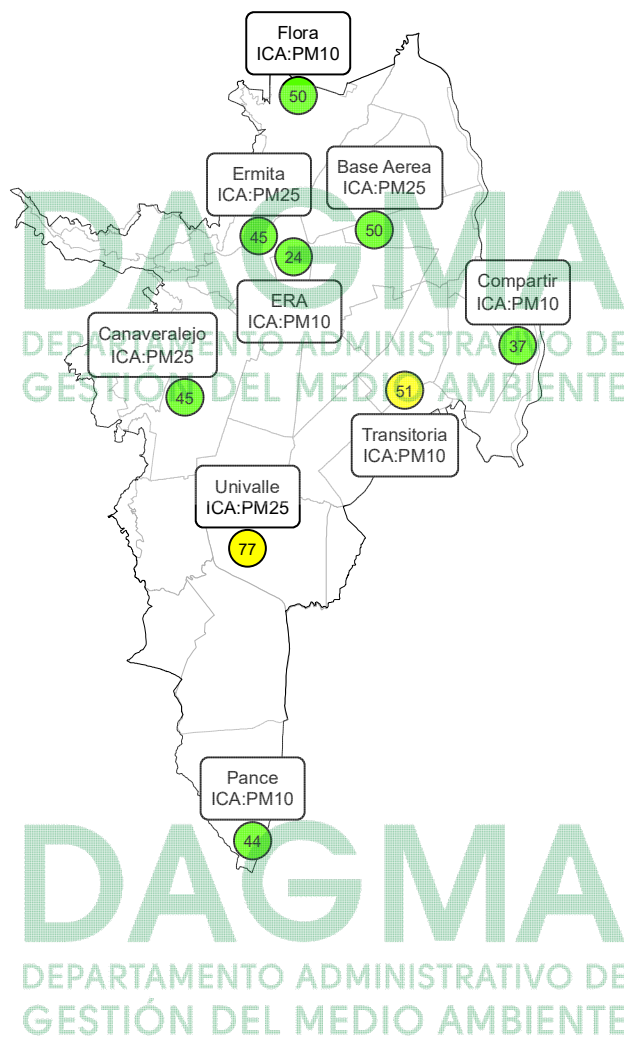 Flora
ICA:PM10
50
Ermita
ICA:PM25
45
Base Aerea
ICA:PM25
50
24
ERA
ICA:PM10
Compartir
ICA:PM10
37
Canaveralejo
ICA:PM25
45
51
Transitoria
ICA:PM10
Univalle
ICA:PM25
77
Pance
ICA:PM10
44
DAGMA
DEPARTAMENTO ADMINISTRATIVO DE
GESTIÓN DEL MEDIO AMBIENTE
DAGMA
DEPARTAMENTO ADMINISTRATIVO DE
GESTIÓN DEL MEDIO AMBIENTE